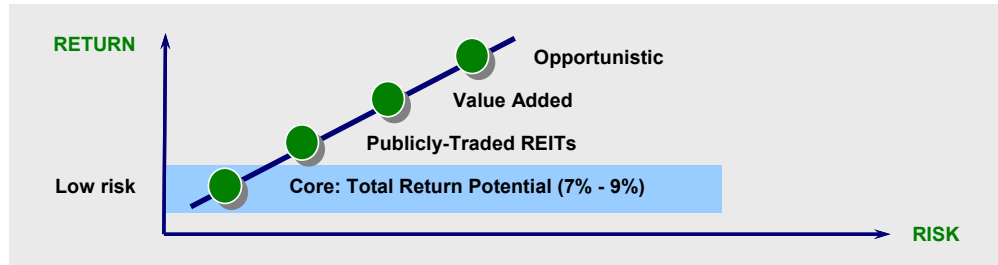 RETURN
Opportunistic
Value Added
Publicly-Traded REITs
Low risk
Core: Total Return Potential (7% - 9%)
RISK